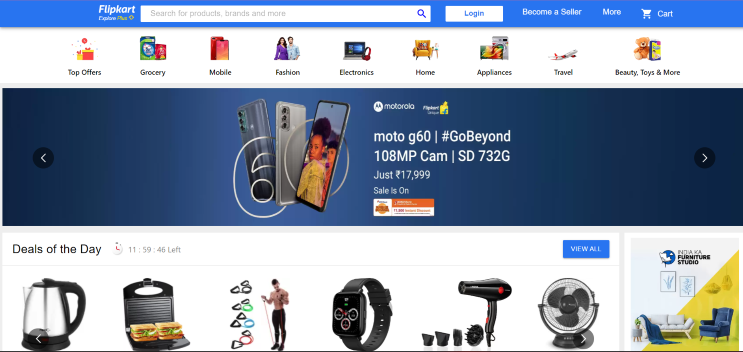 Flipkart
Explore Plus
Search for products, brands and more
Login
Become a Seller
More
Cart
Top Offers
Grocery
Mobile
Fashion
Electronics
Home
Appliances
Travel
Beauty, Toys & More
motorola
Flipkart
moto g60 | #GoBeyond
108MP Cam | SD 732G
Just ₹17,999
Sale Is On
Deals of the Day
11 : 59 : 46 Left
VIEW ALL
INDIA KA
FURNITURE
STUDIO